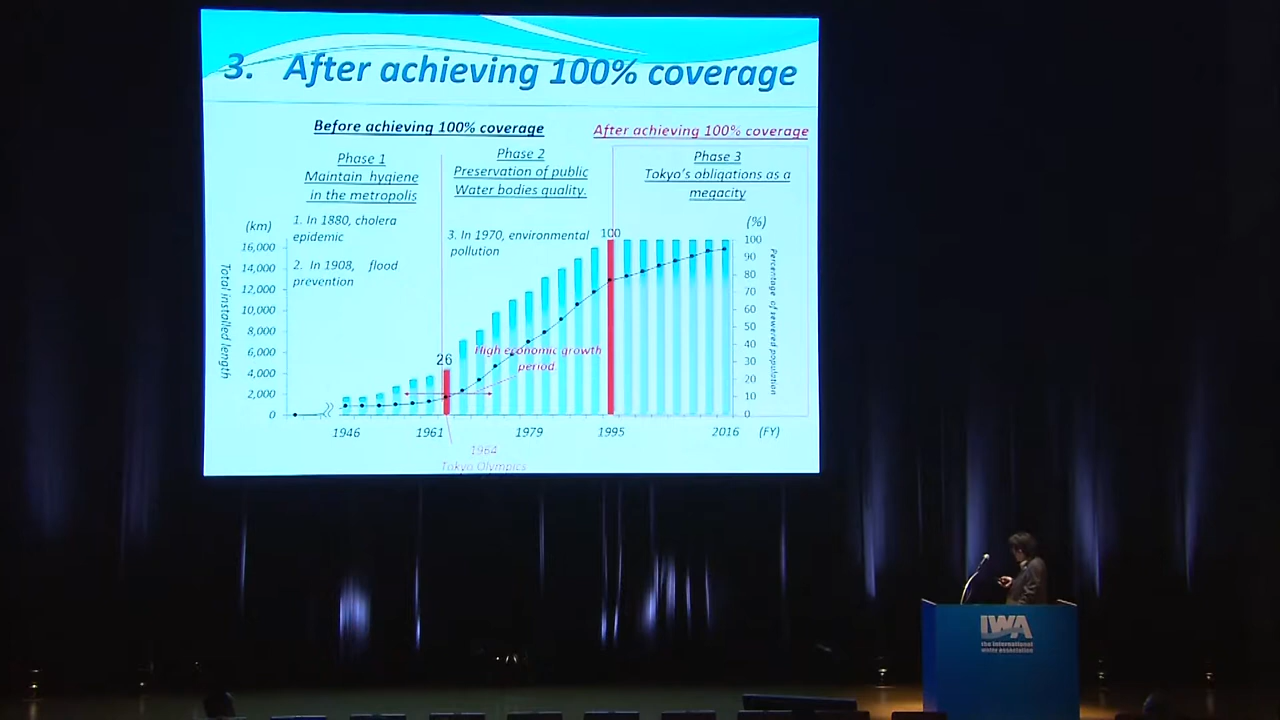 3. After achieving 100% coverage
Before achieving 100% coverage
After achieving 100% coverage
Phase 1
Maintain hygiene
in the metropolis
Phase 2
Preservation of public
Water bodies quality.
Phase 3
Tokyo's obligations as a
megacity
1. In 1880, cholera
epidemic
2. In 1908, flood
prevention
3. In 1970, environmental
pollution
(km)
16,000
14,000
12,000
10,000
8,000
6,000
4,000
2,000
0
Total installed length
26
100
High economic growth
period.
(%)
100
90
80
70
60
50
40
30
20
10
0
Percentage of sewered population
1946
1961
1979
1995
2016
(FY)
1964
Tokyo Olympics
IWA
the international
water association